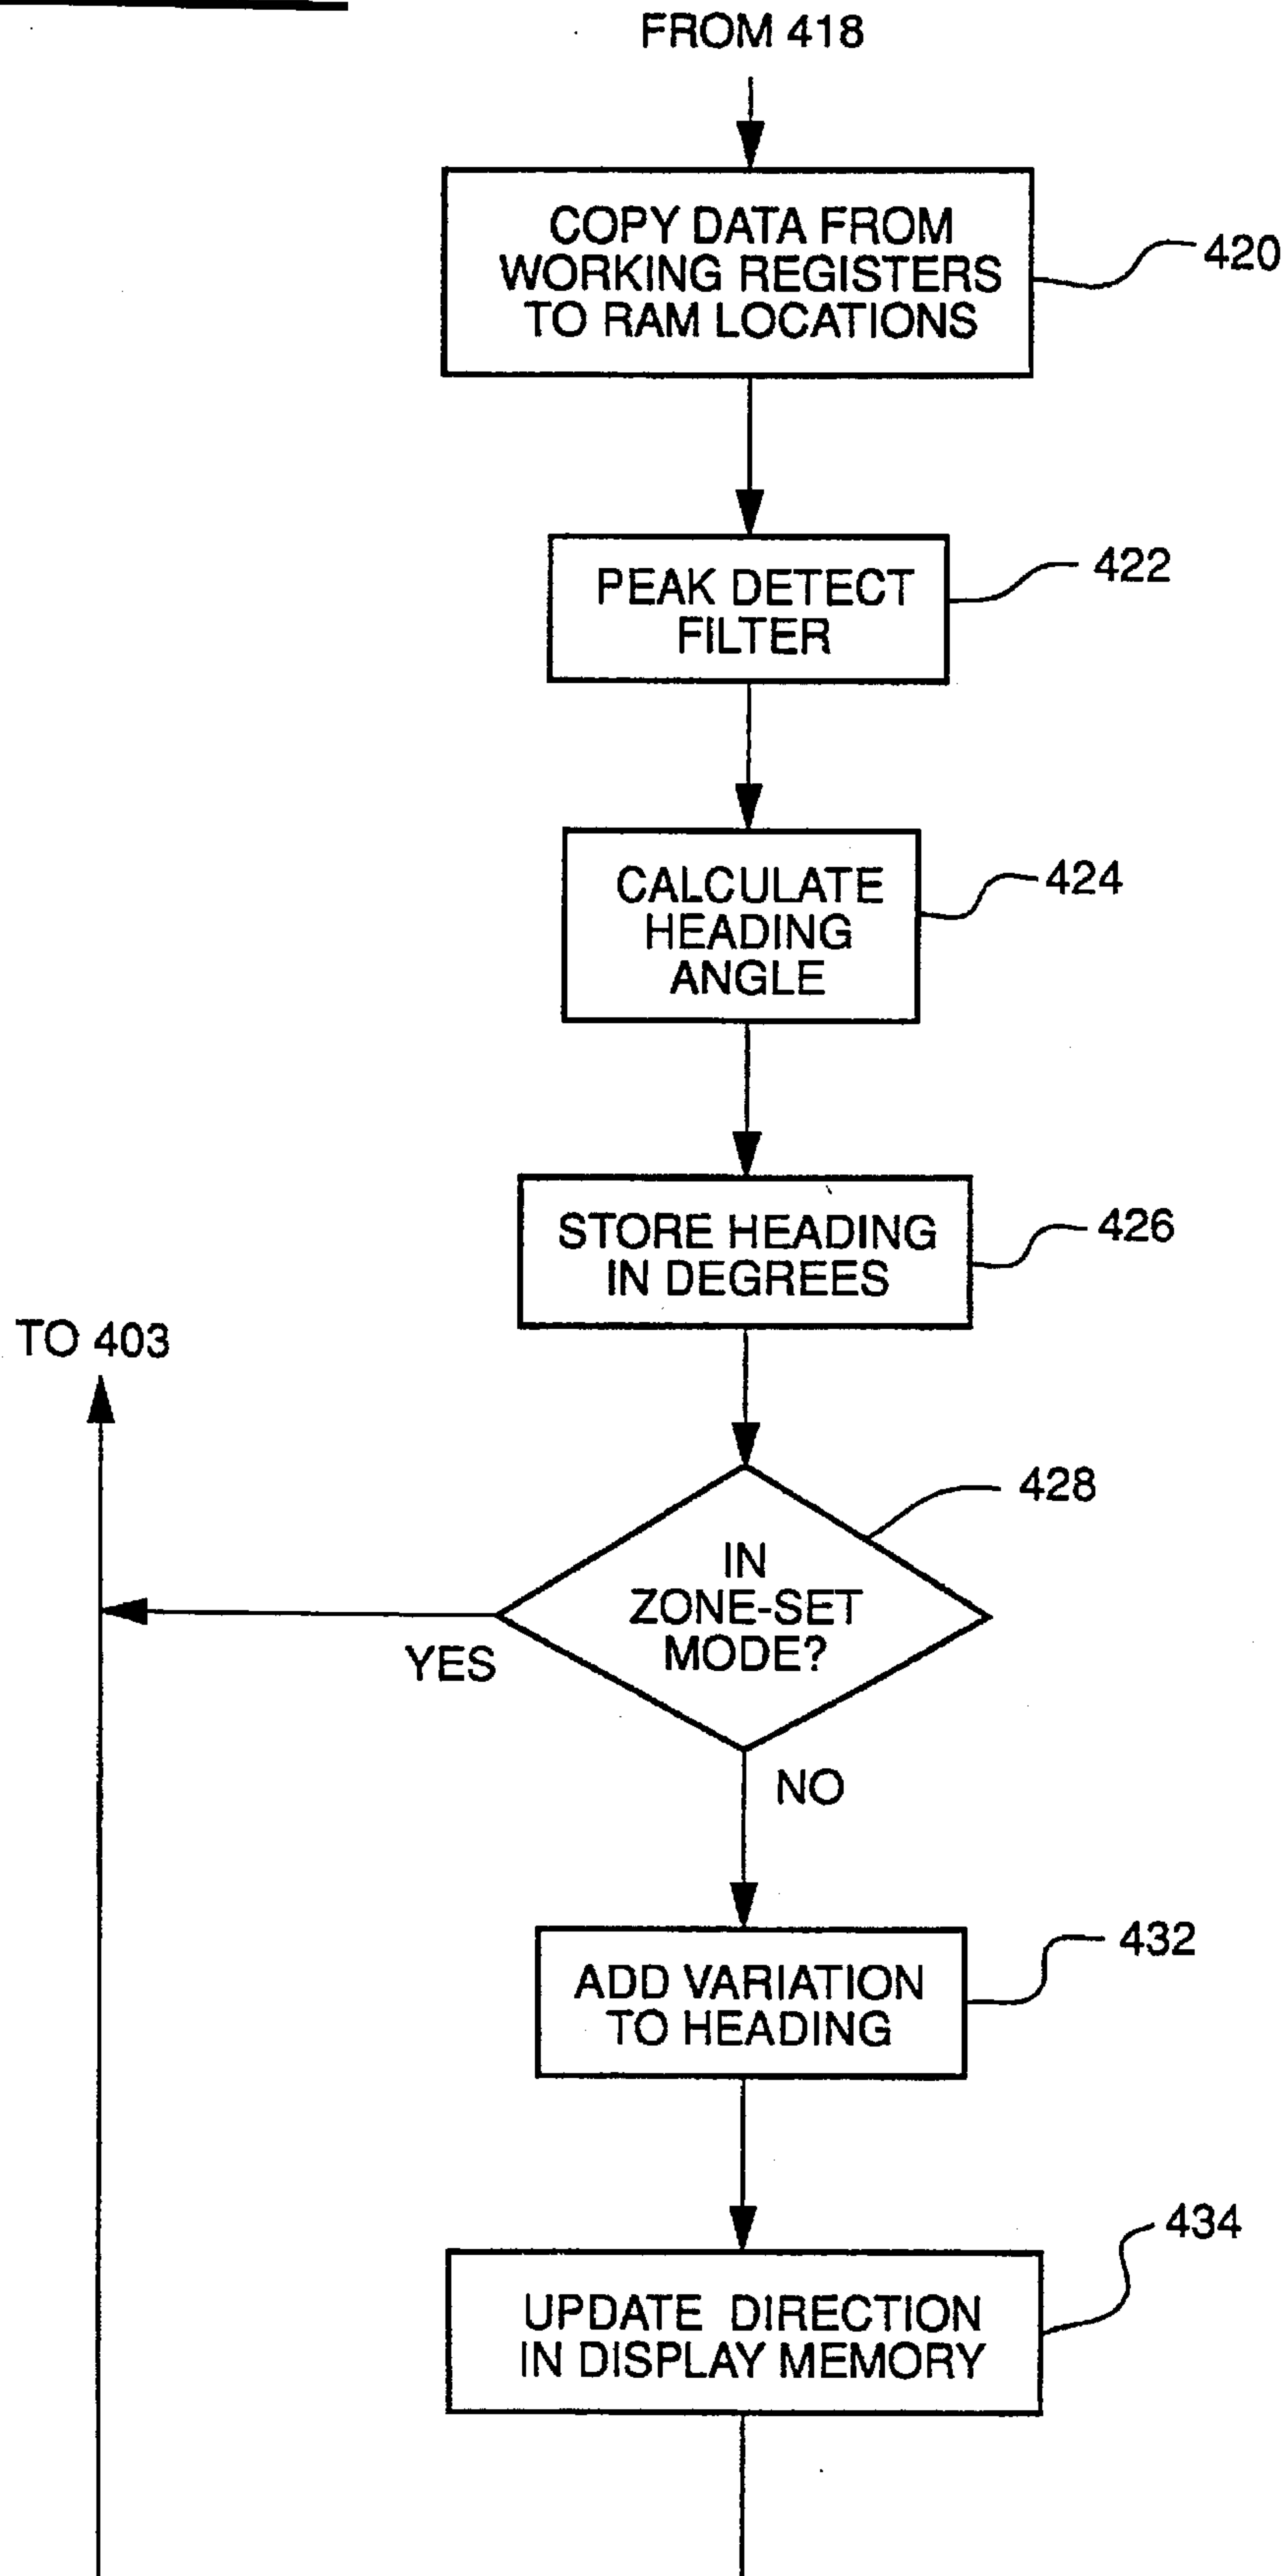 FROM 418
COPY DATA FROM
WORKING REGISTERS
TO RAM LOCATIONS
420
PEAK DETECT
FILTER
422
CALCULATE
HEADING
ANGLE
424
STORE HEADING
IN DEGREES
426
TO 403
IN
ZONE-SET
MODE?
428
YES
NO
ADD VARIATION
TO HEADING
432
UPDATE DIRECTION
IN DISPLAY MEMORY
434